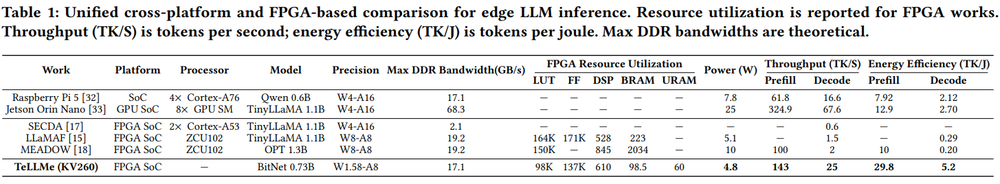 Table 1: Unified cross-platform and FPGA-based comparison for edge LLM inference. Resource utilization is reported for FPGA works.
Throughput (TK/S) is tokens per second; energy efficiency (TK/J) is tokens per joule. Max DDR bandwidths are theoretical.
Work Platform Processor Model Precision Max DDR Bandwidth(GB/s) FPGA Resource Utilization Power (W) Throughput (TK/S) Energy Efficiency (TK/J)
LUT FF DSP BRAM URAM Prefill Decode Prefill Decode
Raspberry Pi 5 [32] SoC 4× Cortex-A76 Qwen 0.6B W4-A16 17.1 — — — — — 7.8 61.8 16.6 7.92 2.12
Jetson Orin Nano [33] GPU SoC 8× GPU SM TinyLLaMA 1.1B W4-A16 68.3 — — — — — 25 324.9 67.6 12.9 2.70
SECDA [17] FPGA SoC 2× Cortex-A53 TinyLLaMA 1.1B W4-A16 2.1 — — — — — — — 0.6 — —
LLaMAF [15] FPGA SoC ZCU102 TinyLLaMA 1.1B W8-A8 19.2 164K 171K 528 223 — 5.1 — 1.5 — 0.29
MEADOW [18] FPGA SoC ZCU102 OPT 1.3B W8-A8 19.2 150K — 845 2034 — 10 100 2 10 0.20
TeLLMe (KV260) FPGA SoC — BitNet 0.73B W1.58-A8 17.1 98K 137K 610 98.5 60 4.8 143 25 29.8 5.2